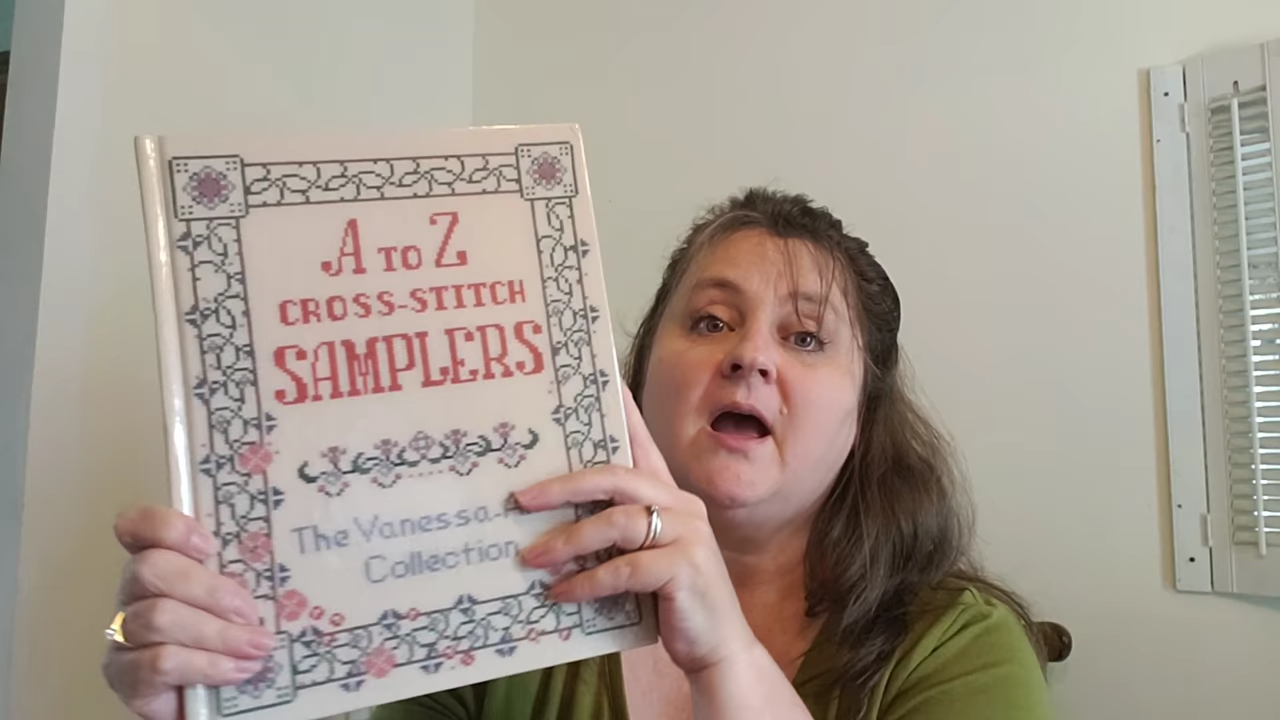 A TO Z
CROSS-STITCH
SAMPLERS
The Vanessa-A
Collection